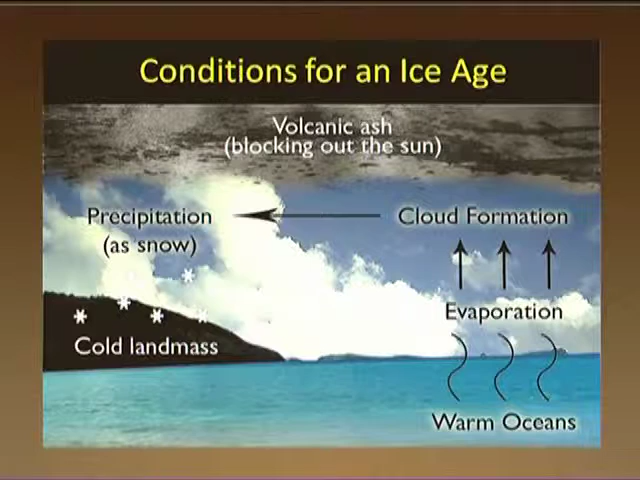 Conditions for an Ice Age
Volcanic ash
(blocking out the sun)
Precipitation
(as snow)
Cloud Formation
Evaporation
Cold landmass
Warm Oceans